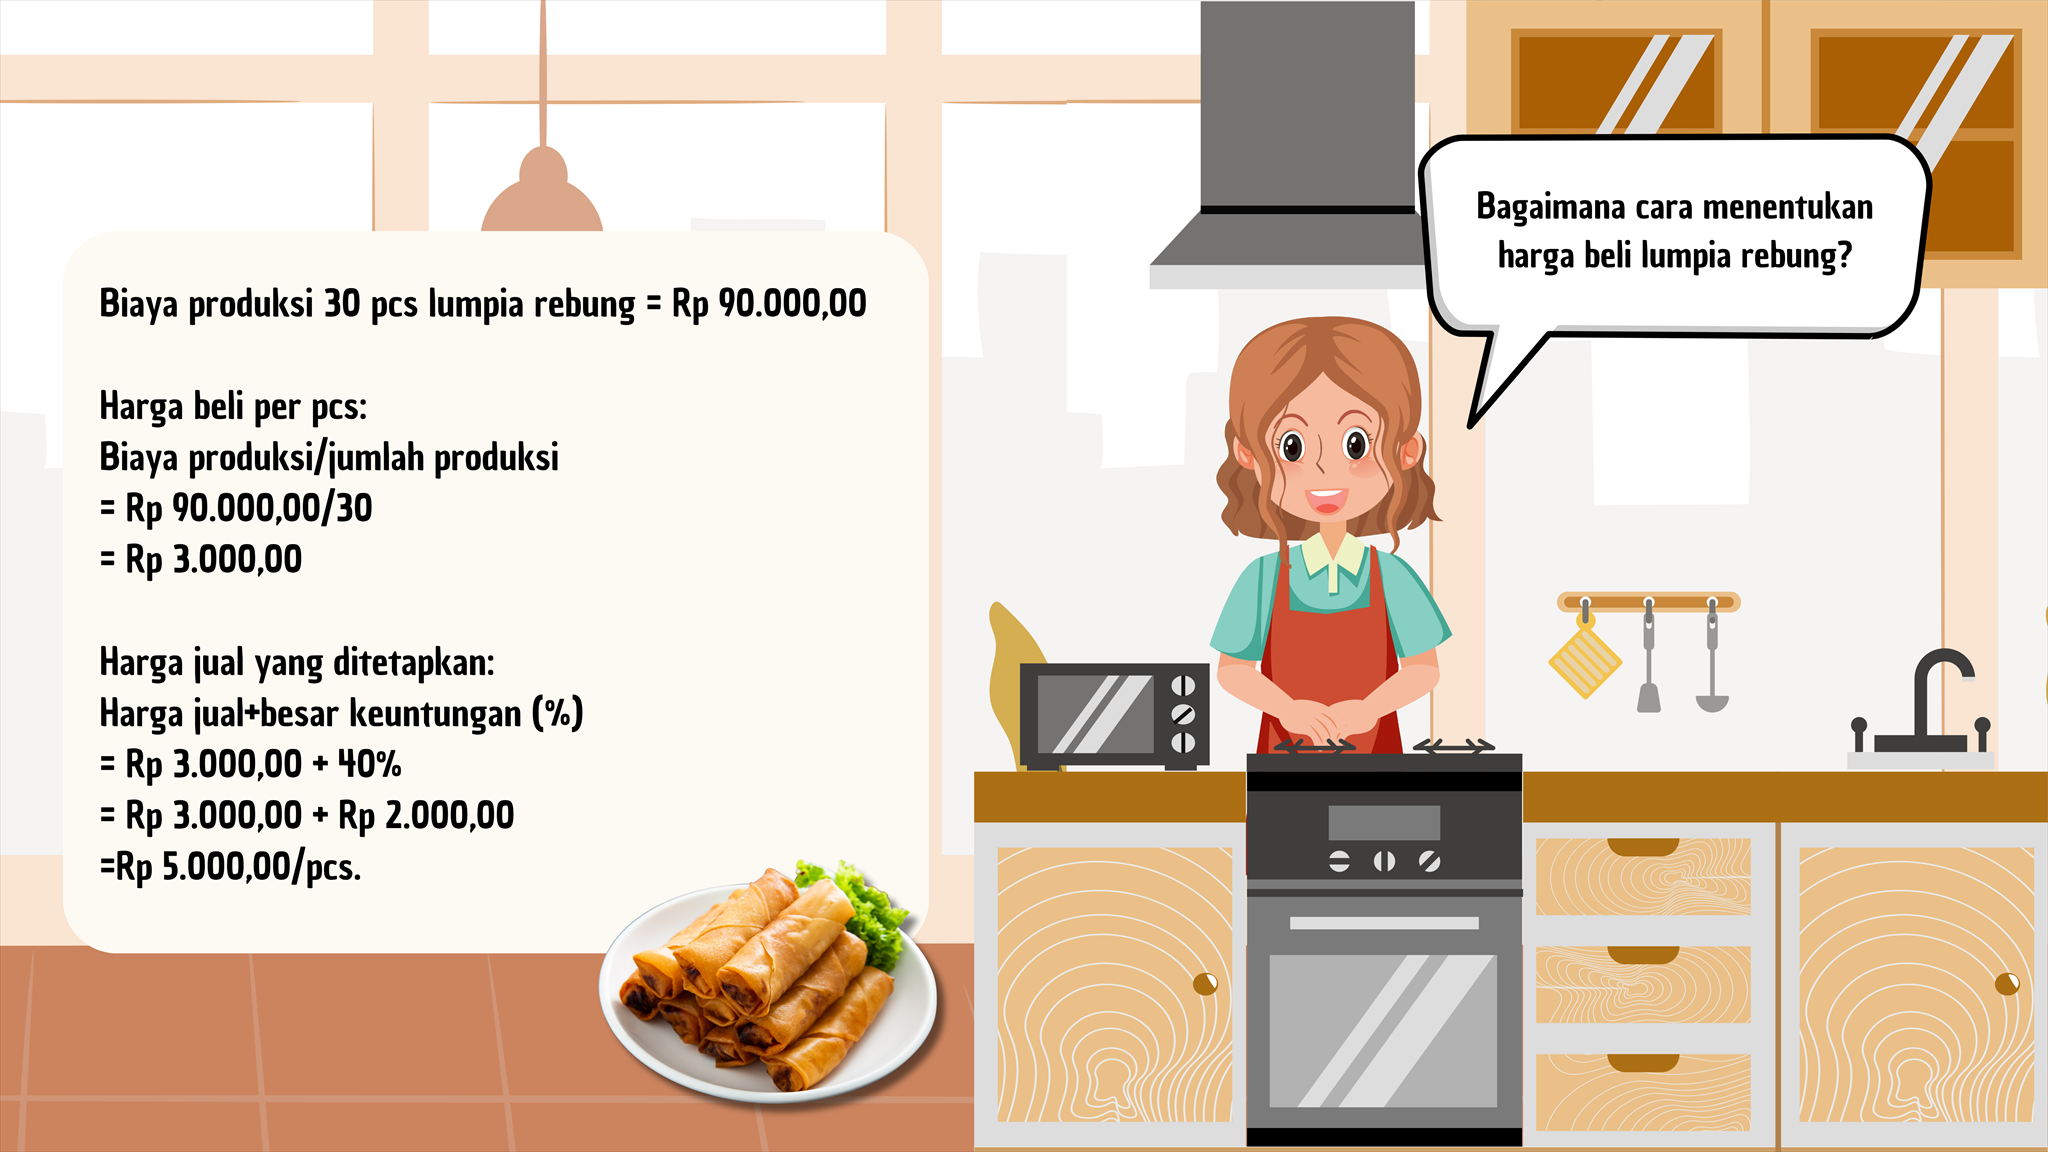 Biaya produksi 30 pcs lumpia rebung = Rp 90.000,00
Harga beli per pcs:
Biaya produksi/jumlah produksi
= Rp 90.000,00/30
= Rp 3.000,00
Harga jual yang ditetapkan:
Harga jual+besar keuntungan (%)
= Rp 3.000,00 + 40%
= Rp 3.000,00 + Rp 2.000,00
=Rp 5.000,00/pcs.
Bagaimana cara menentukan
harga beli lumpia rebung?